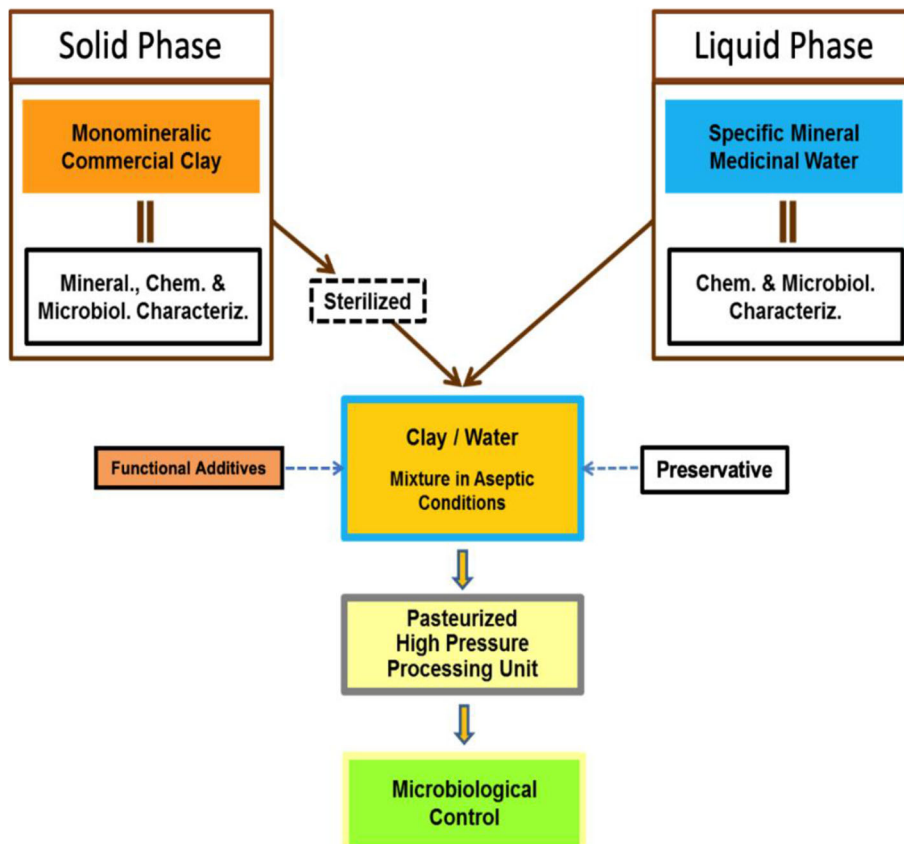 Solid Phase
Liquid Phase
Monomineralic
Commercial Clay
Specific Mineral
Medicinal Water
Mineral., Chem. &
Microbiol. Characteriz.
Chem. & Microbiol.
Characteriz.
Sterilized
Clay / Water
Mixture in Aseptic
Conditions
Functional Additives
Preservative
Pasteurized
High Pressure
Processing Unit
Microbiological
Control